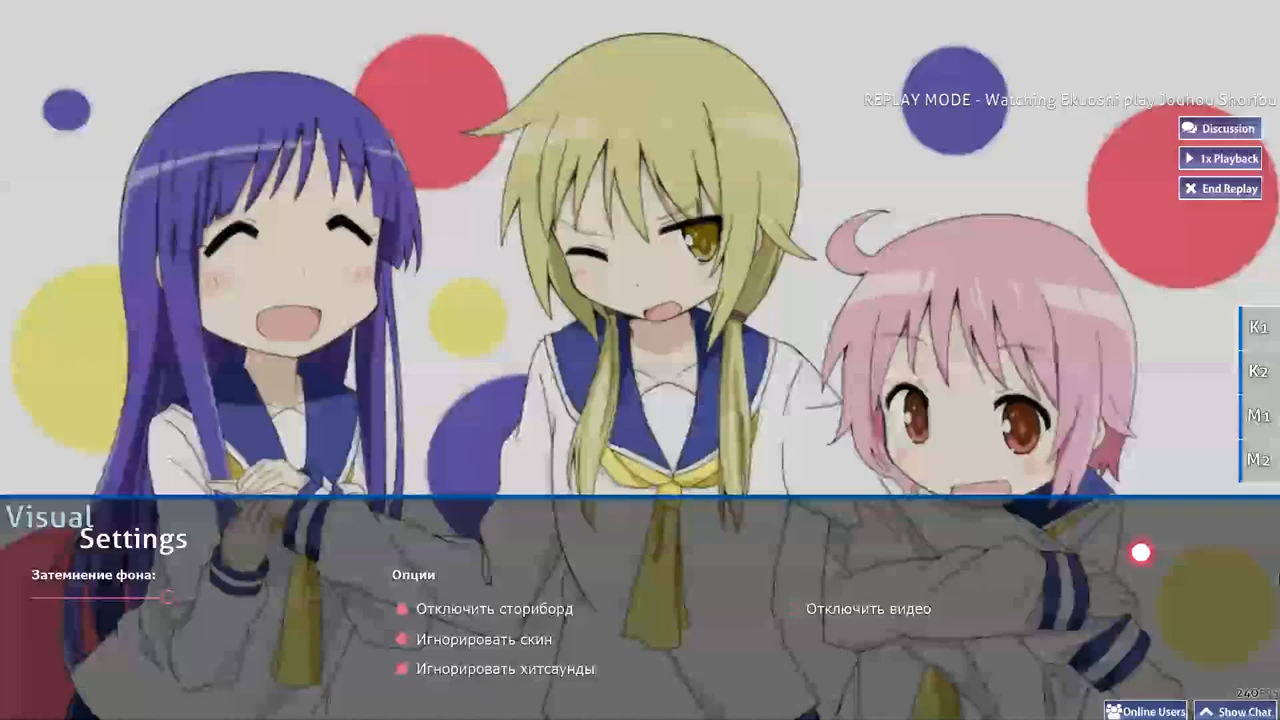 REPLAY MODE - Watching Ekuoshi play Jouhou Shoribu
Discussion
1x Playback
End Replay
K1
K2
M1
M2
Visual
Settings
Затемнение фона:
Опции
Отключить сториборд
Отключить видео
Игнорировать скин
Игнорировать хитсаунды
Online Users
Show Chat